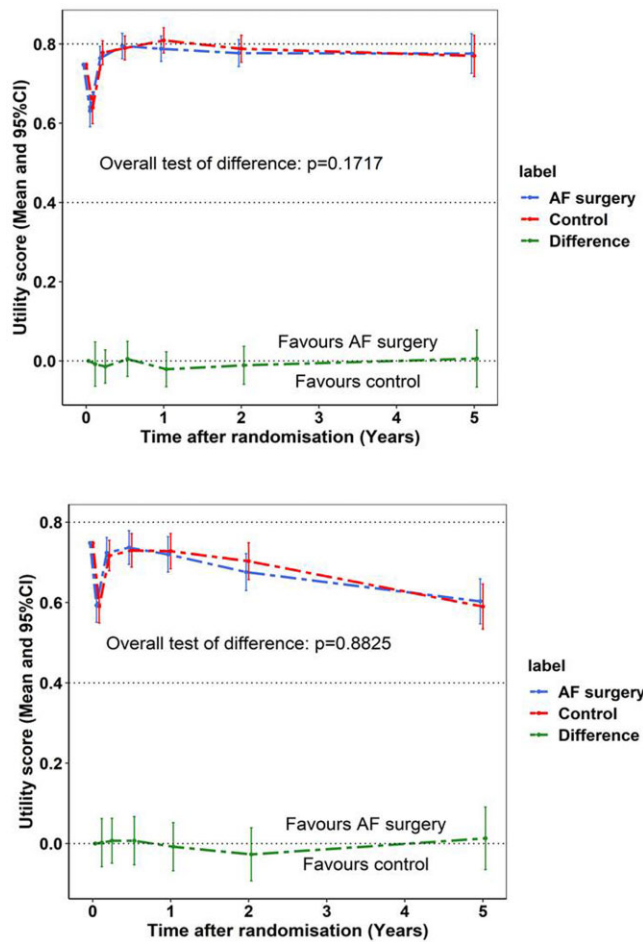 Utility score (Mean and 95%CI)
0.8
0.6
0.4
0.2
0.0
Overall test of difference: p=0.1717
Favours AF surgery
Favours control
0 1 2 3 4 5
Time after randomisation (Years)
label
AF surgery
Control
Difference
Utility score (Mean and 95%CI)
0.8
0.6
0.4
0.2
0.0
Overall test of difference: p=0.8825
Favours AF surgery
Favours control
0 1 2 3 4 5
Time after randomisation (Years)
label
AF surgery
Control
Difference